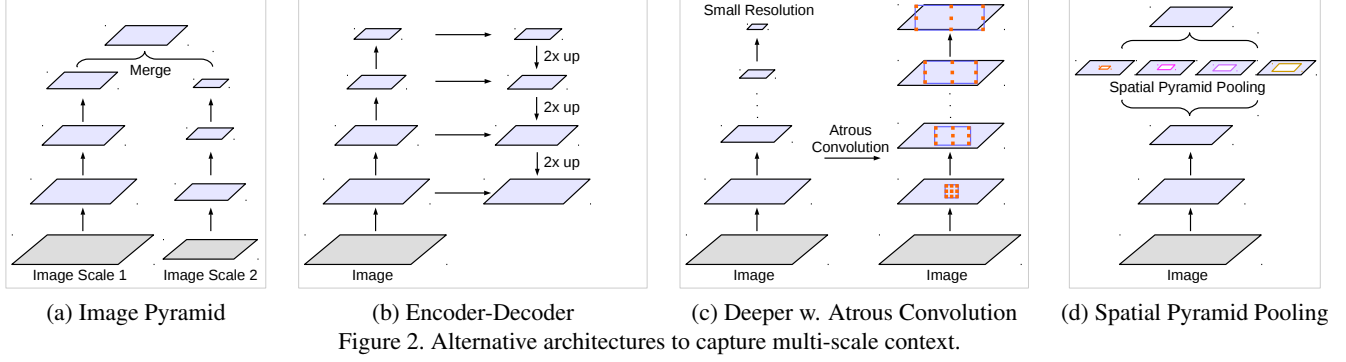 Merge
Image Scale 1
Image Scale 2
(a) Image Pyramid
2x up
2x up
2x up
Image
(b) Encoder-Decoder
Small Resolution
Atrous
Convolution
Image
Image
(c) Deeper w. Atrous Convolution
Spatial Pyramid Pooling
Image
(d) Spatial Pyramid Pooling
Figure 2. Alternative architectures to capture multi-scale context.